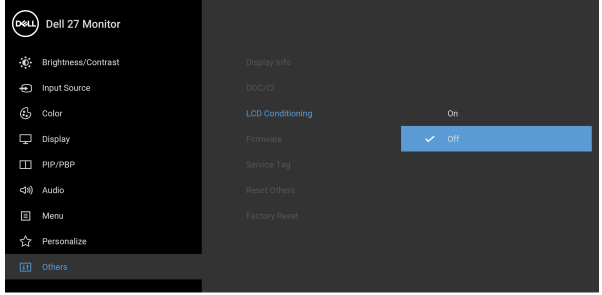 DELL
Dell 27 Monitor
Brightness/Contrast
Input Source
Color
Display
PIP/PBP
Audio
Menu
Personalize
Others
Display Info
DDC/CI
LCD Conditioning
Firmware
Service Tag
Reset Others
Factory Reset
On
Off